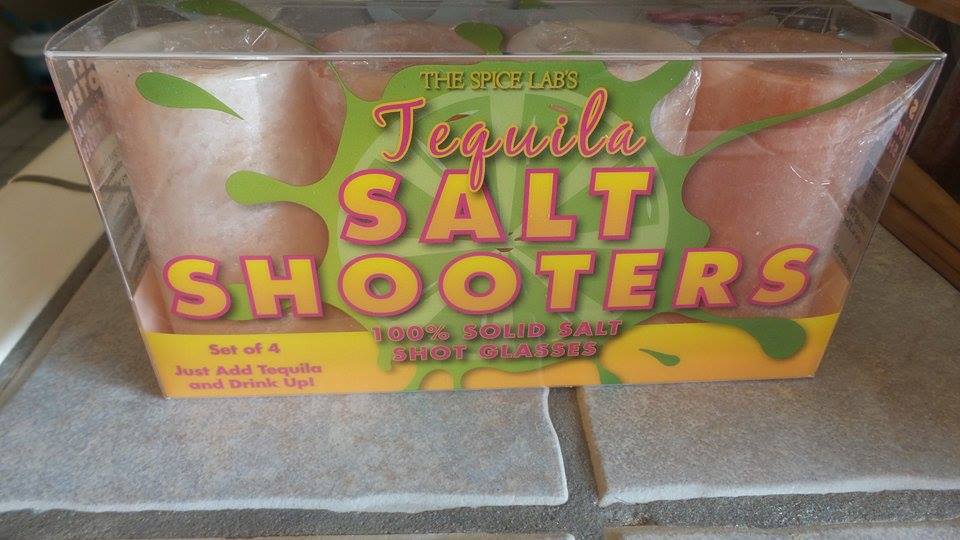 THE SPICE LAB'S
Tequila
SALT
SHOOTERS
100% SOLID SALT
SHOT GLASSES
Set of 4
Just Add Tequila
and Drink Up!